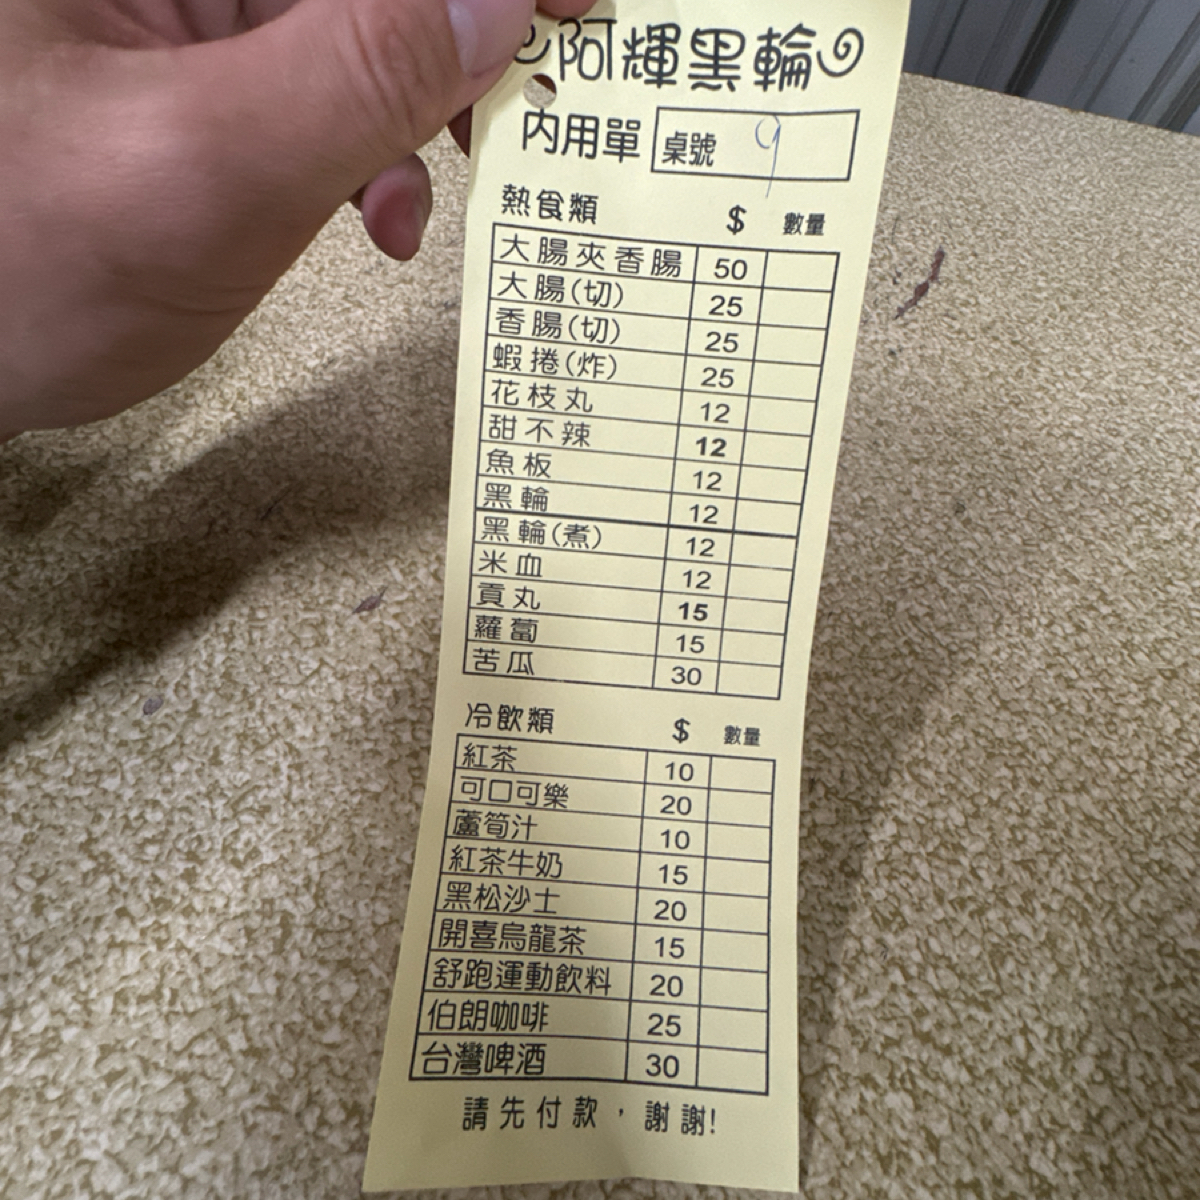 阿輝黑輪
內用單 桌號 9
熱食類 $ 數量
大腸夾香腸 50
大腸(切) 25
香腸(切) 25
蝦捲(炸) 25
花枝丸 12
甜不辣 12
魚板 12
黑輪 12
黑輪(煮) 12
米血 12
貢丸 15
蘿蔔 15
苦瓜 30
冷飲類 $ 數量
紅茶 10
可口可樂 20
蘆筍汁 10
紅茶牛奶 15
黑松沙士 20
開喜烏龍茶 15
舒跑運動飲料 20
伯朗咖啡 25
台灣啤酒 30
請先付款，謝謝!